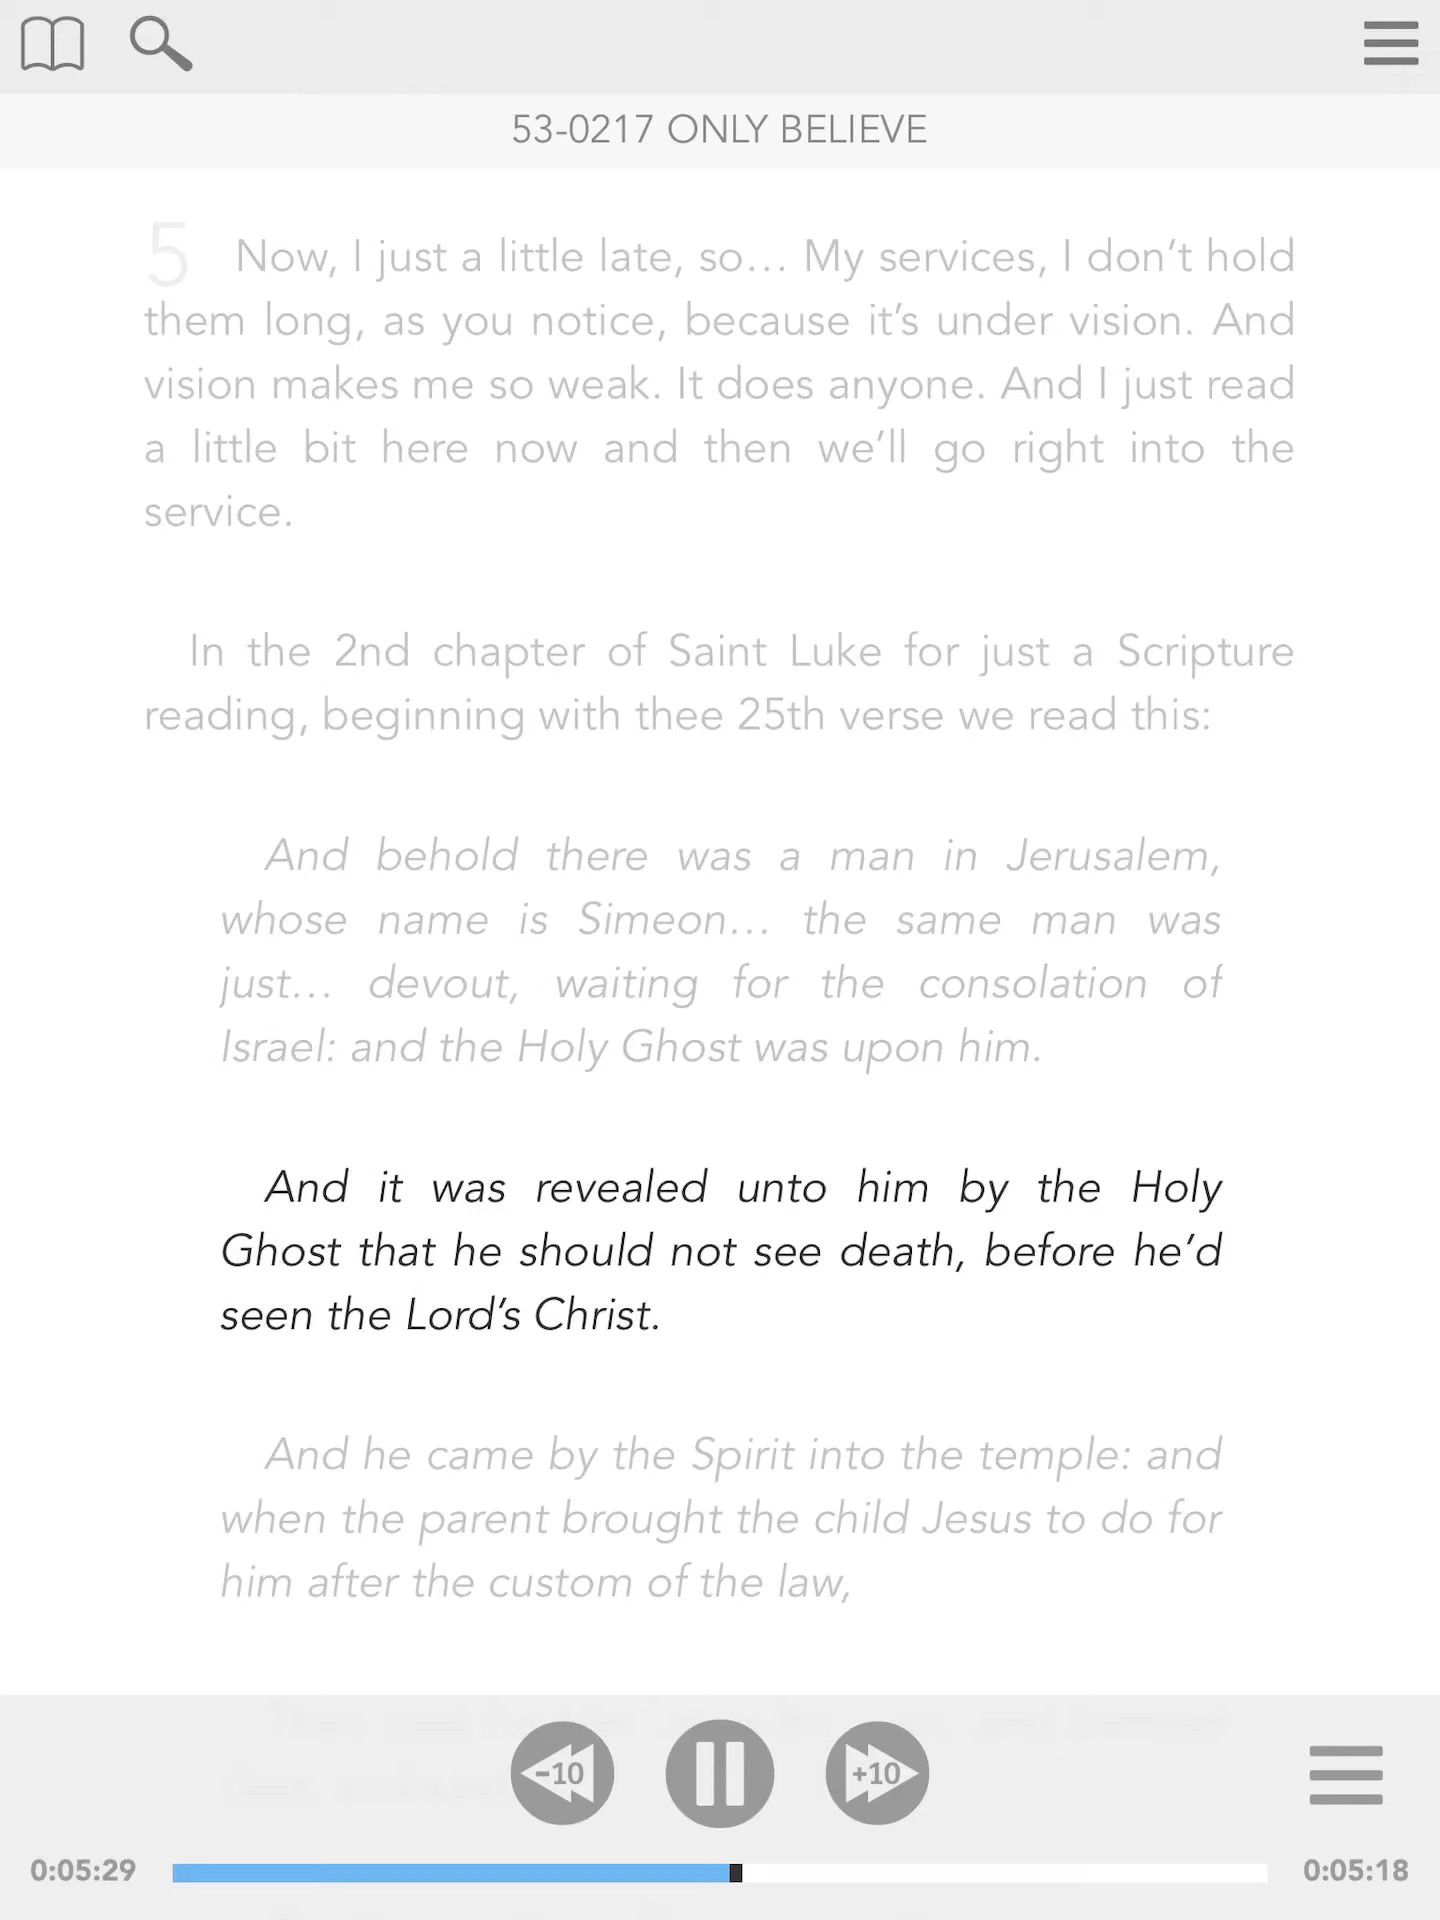 53-0217 ONLY BELIEVE
5 Now, I just a little late, so… My services, I don’t hold
them long, as you notice, because it’s under vision. And
vision makes me so weak. It does anyone. And I just read
a little bit here now and then we’ll go right into the
service.
In the 2nd chapter of Saint Luke for just a Scripture
reading, beginning with thee 25th verse we read this:
And behold there was a man in Jerusalem,
whose name is Simeon… the same man was
just… devout, waiting for the consolation of
Israel: and the Holy Ghost was upon him.
And it was revealed unto him by the Holy
Ghost that he should not see death, before he’d
seen the Lord’s Christ.
And he came by the Spirit into the temple: and
when the parent brought the child Jesus to do for
him after the custom of the law,
-10 +10
0:05:29 0:05:18